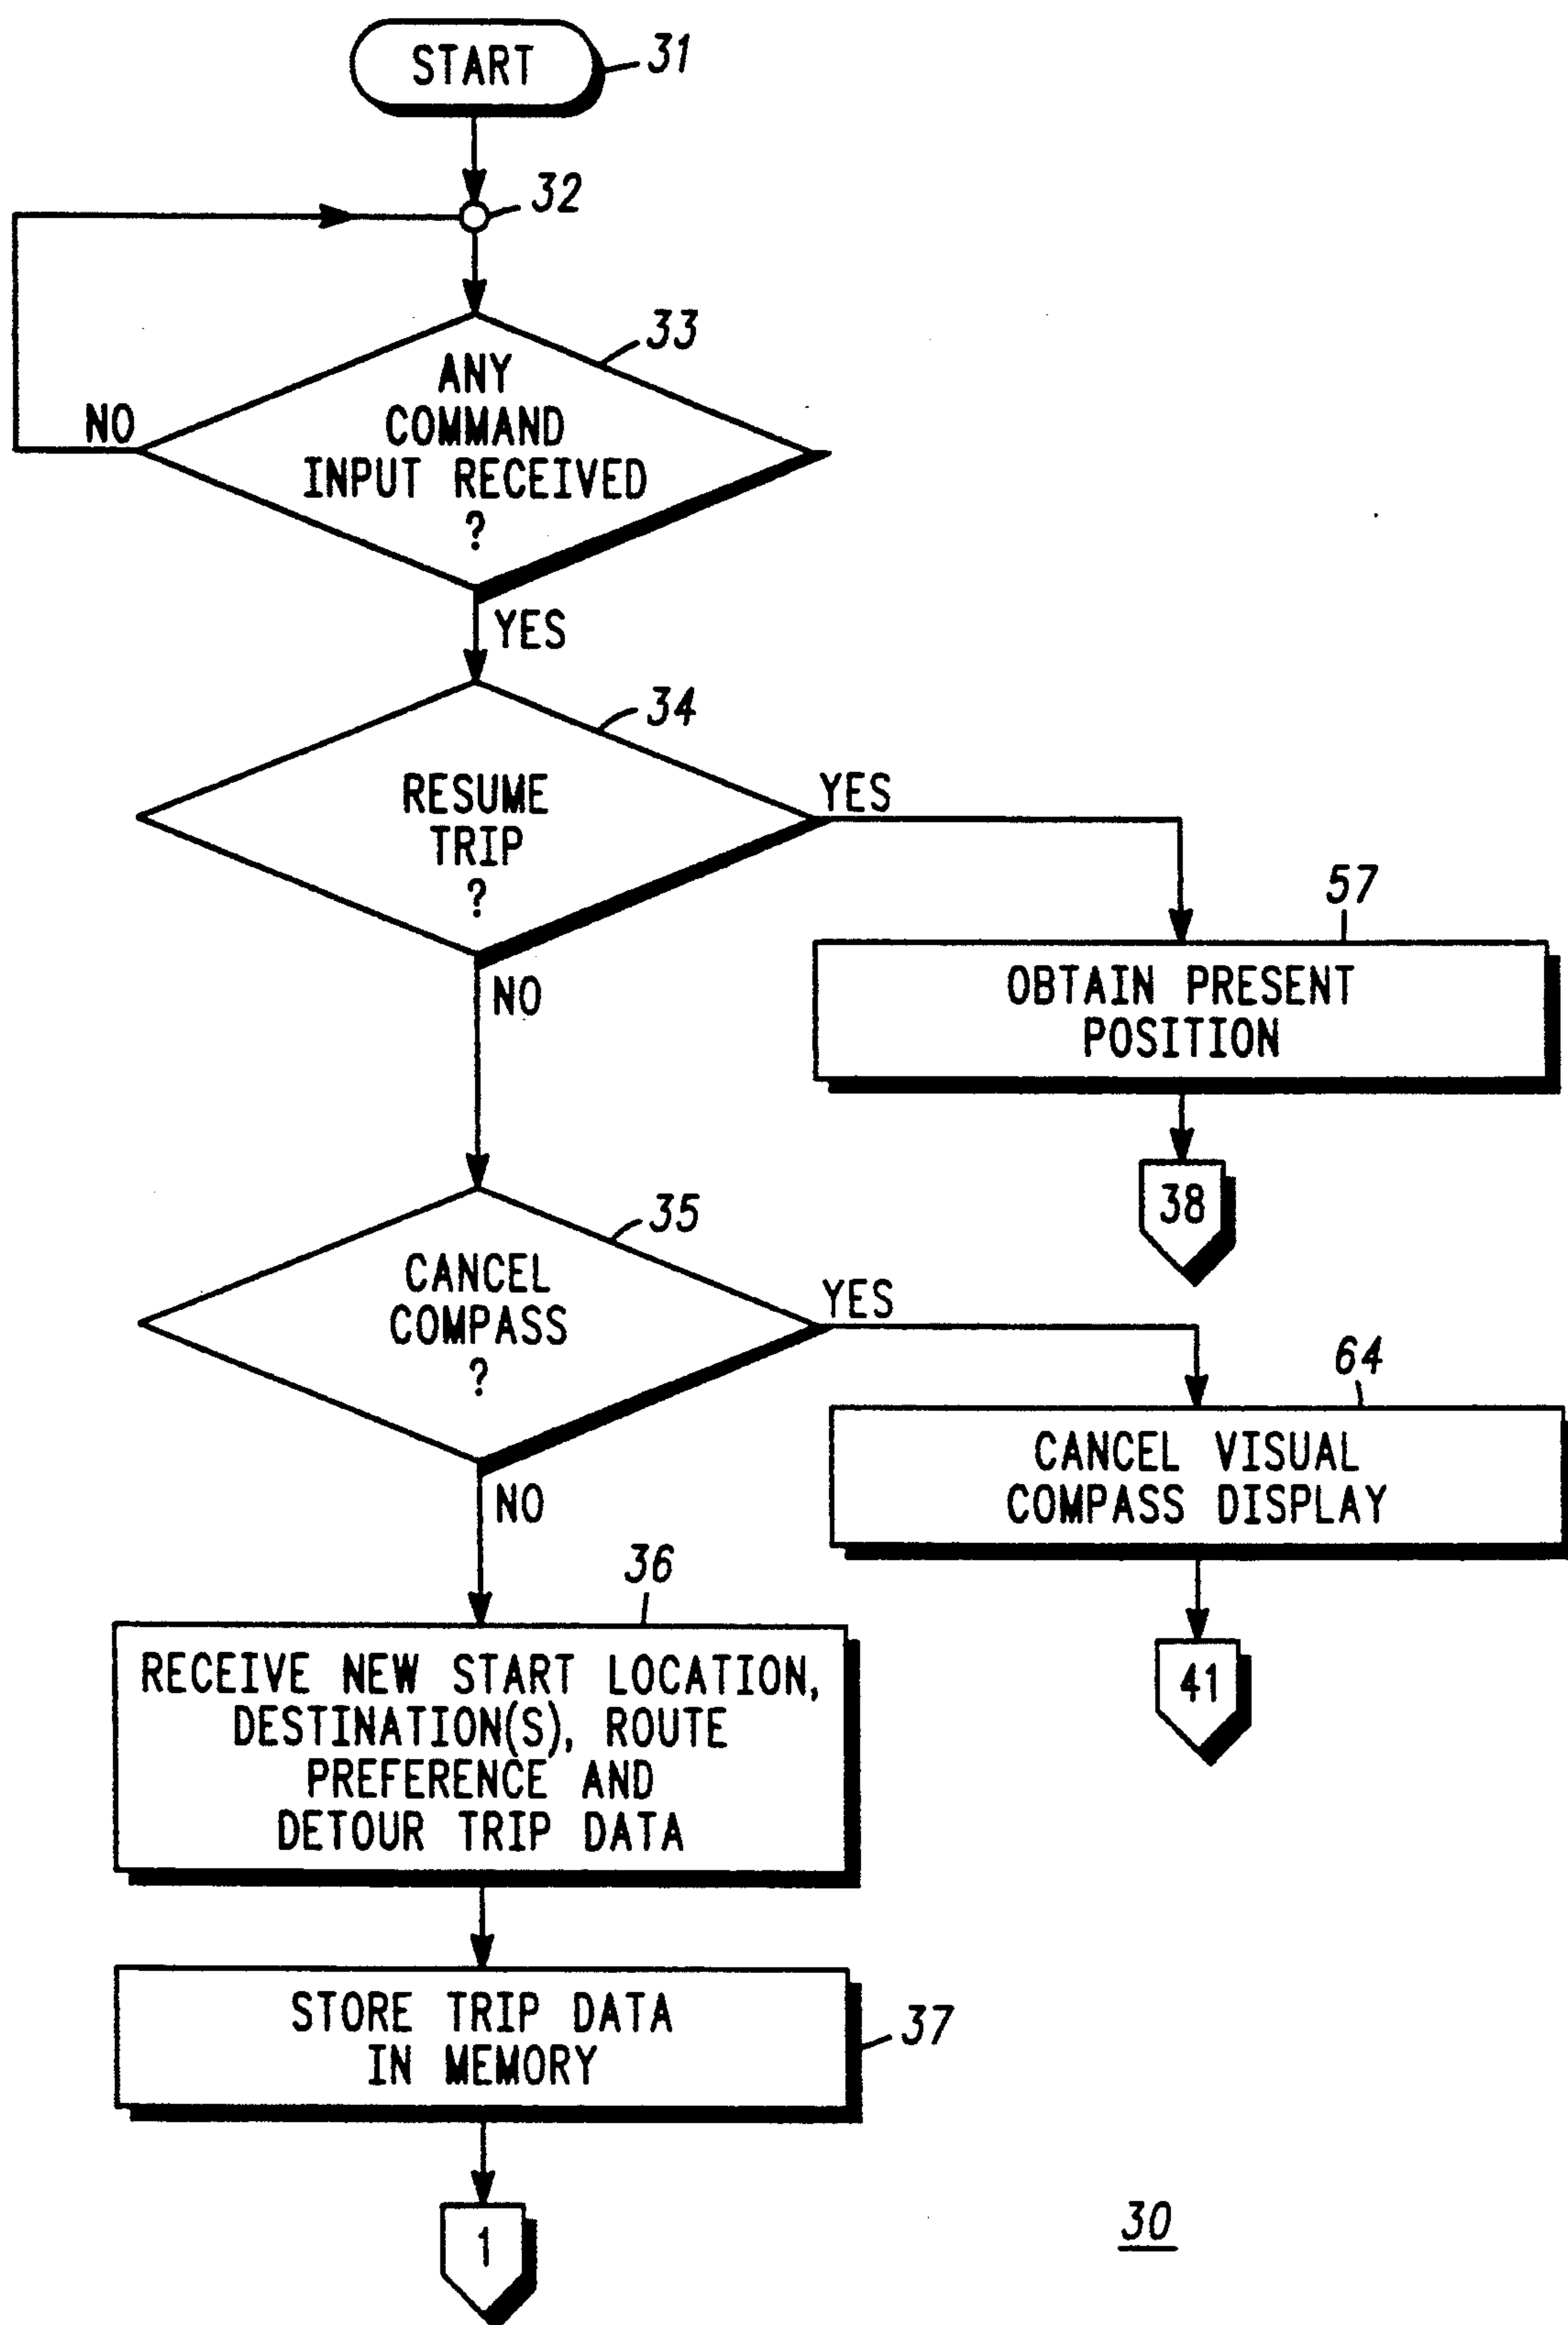 START
31
32
33
ANY
COMMAND
INPUT RECEIVED
?
NO
YES
34
RESUME
TRIP
?
YES
NO
57
OBTAIN PRESENT
POSITION
38
35
CANCEL
COMPASS
?
YES
NO
64
CANCEL VISUAL
COMPASS DISPLAY
41
36
RECEIVE NEW START LOCATION,
DESTINATION(S), ROUTE
PREFERENCE AND
DETOUR TRIP DATA
STORE TRIP DATA
IN MEMORY
37
1
30